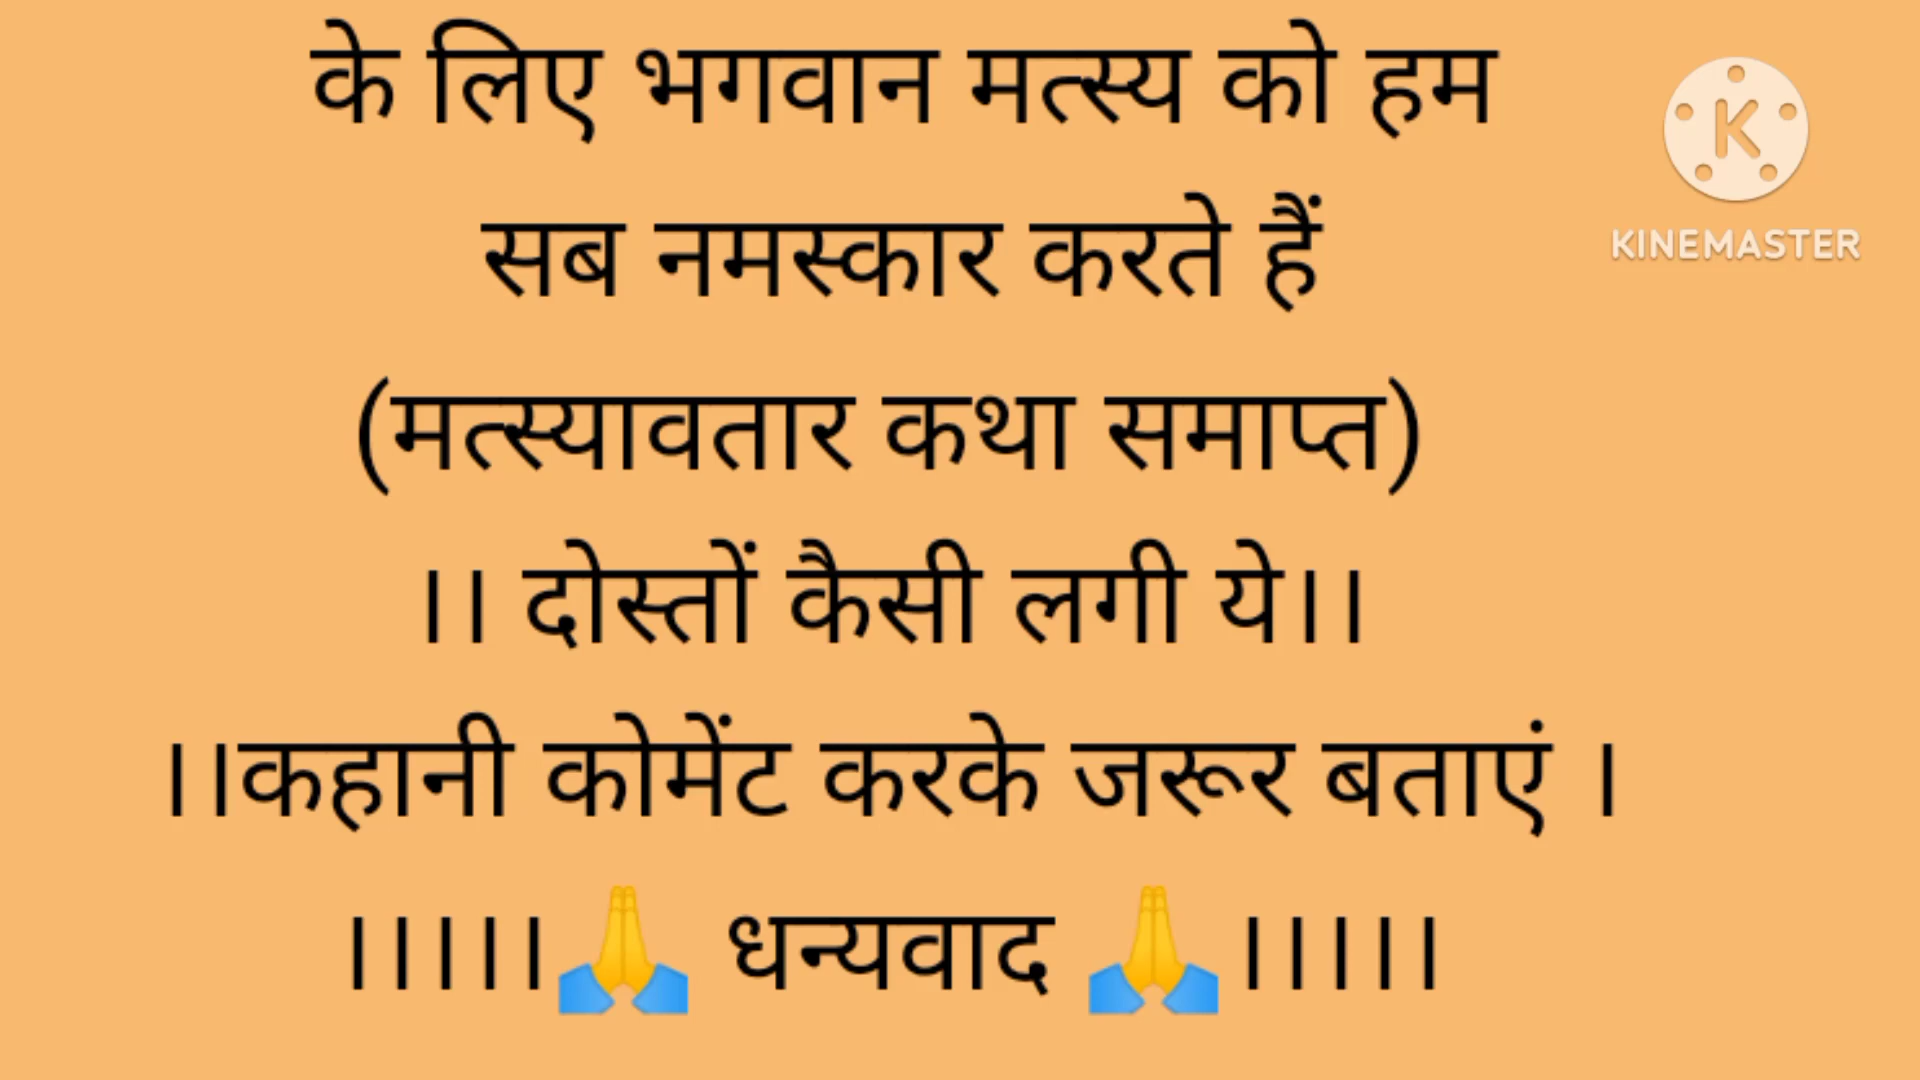 के लिए भगवान मत्स्य को हम
सब नमस्कार करते हैं
(मत्स्यावतार कथा समाप्त)
।। दोस्तों कैसी लगी ये।।
।।कहानी कोमेंट करके जरूर बताएं ।
।।।।।🙏 धन्यवाद 🙏।।।।।
K
KINEMASTER